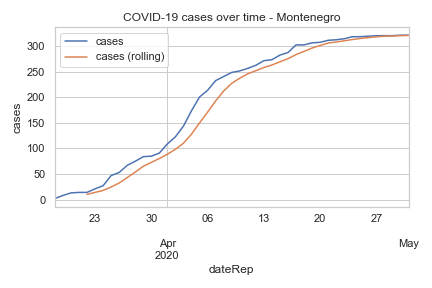 COVID-19 cases over time - Montenegro
cases
cases (rolling)
300
250
200
150
100
50
0
cases
23
30
06
13
20
27
Apr
2020
May
dateRep